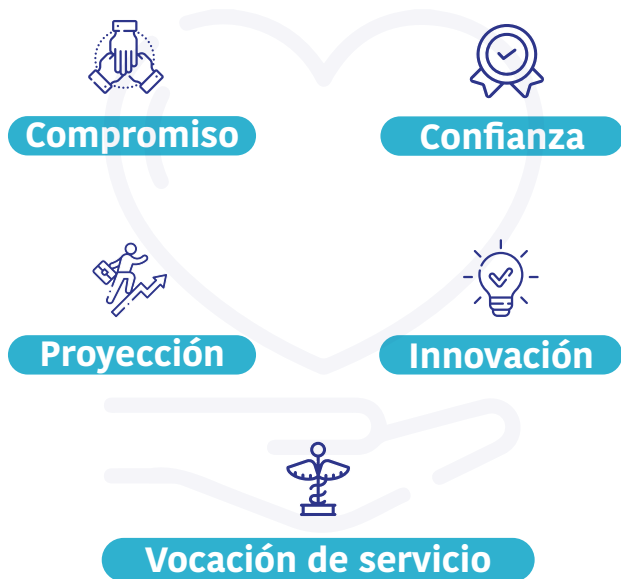 Compromiso
Confianza
Proyección
Innovación
Vocación de servicio